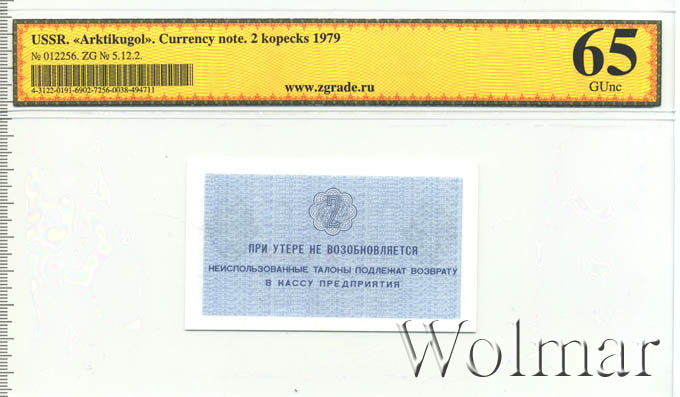 USSR. «Arktikugol». Currency note. 2 kopecks 1979
№ 012256. ZG № 5.12.2.
4-3122-0191-6902-7256-0038-494711
www.zgrade.ru
65
GUnc
2
ПРИ УТЕРЕ НЕ ВОЗОБНОВЛЯЕТСЯ
НЕИСПОЛЬЗОВАННЫЕ ТАЛОНЫ ПОДЛЕЖАТ ВОЗВРАТУ
В КАССУ ПРЕДПРИЯТИЯ
Wolmar